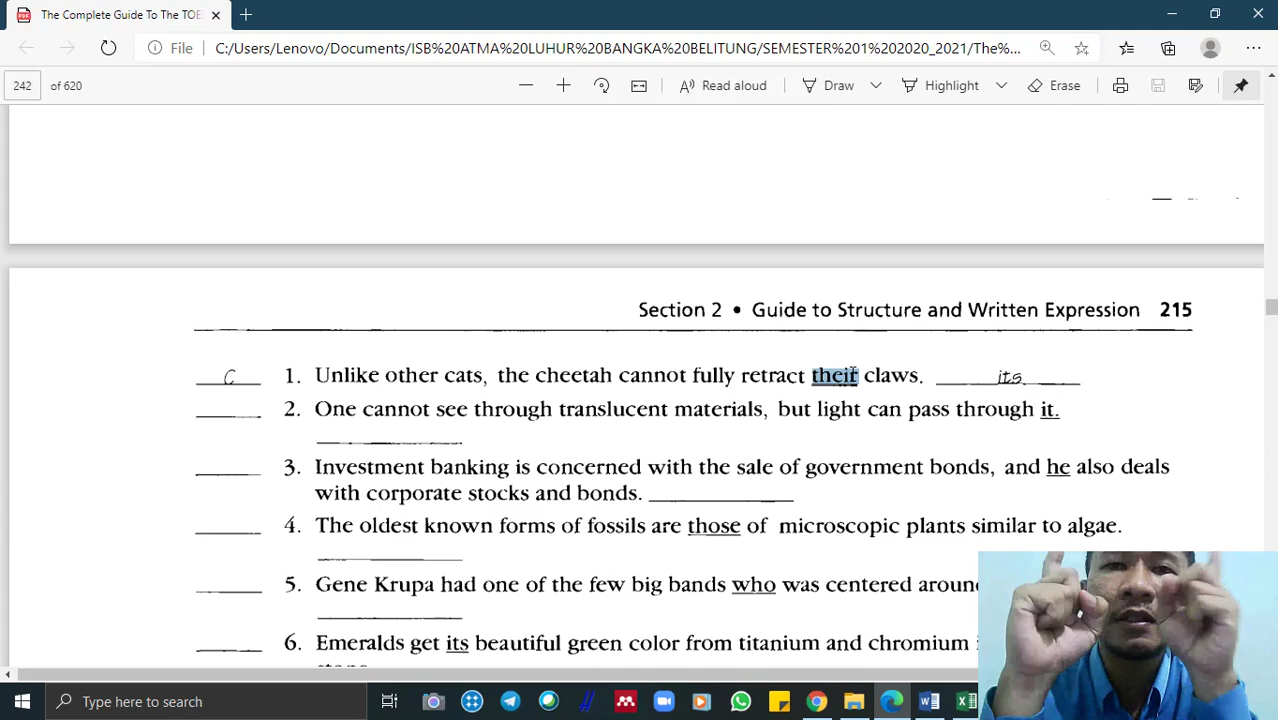 The Complete Guide To The TOE
File C:/Users/Lenovo/Documents/ISB%20ATMA%20LUHUR%20BANGKA%20BELITUNG/SEMESTER%201%202020_2021/The%...
242 of 620 Read aloud Draw Highlight Erase
Section 2 • Guide to Structure and Written Expression 215
C 1. Unlike other cats, the cheetah cannot fully retract their claws. its
2. One cannot see through translucent materials, but light can pass through it.
3. Investment banking is concerned with the sale of government bonds, and he also deals
with corporate stocks and bonds.
4. The oldest known forms of fossils are those of microscopic plants similar to algae.
5. Gene Krupa had one of the few big bands who was centered around
6. Emeralds get its beautiful green color from titanium and chromium
Type here to search